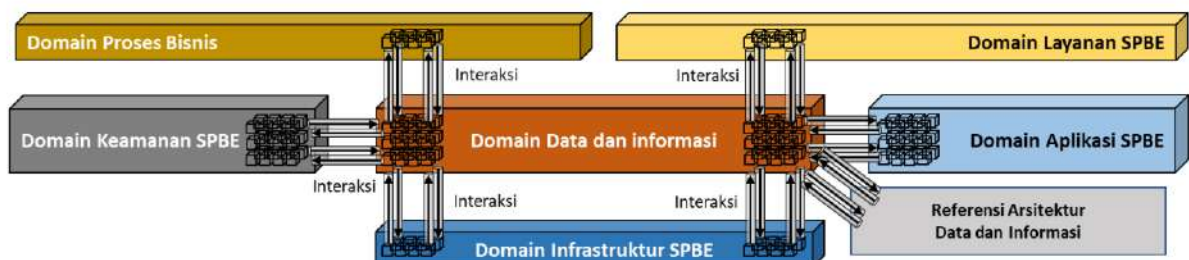 Domain Proses Bisnis
Domain Layanan SPBE
Interaksi
Interaksi
Domain Keamanan SPBE
Domain Data dan informasi
Domain Aplikasi SPBE
Interaksi
Interaksi
Interaksi
Referensi Arsitektur
Data dan Informasi
Domain Infrastruktur SPBE